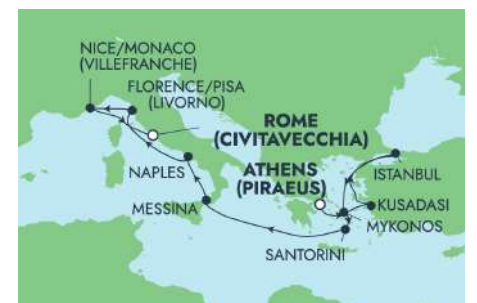 NICE/MONACO
(VILLEFRANCHE)
FLORENCE/PISA
(LIVORNO)
ROME
(CIVITAVECCHIA)
ATHENS
(PIRAEUS)
NAPLES
ISTANBUL
MESSINA
KUSADASI
MYKONOS
SANTORINI